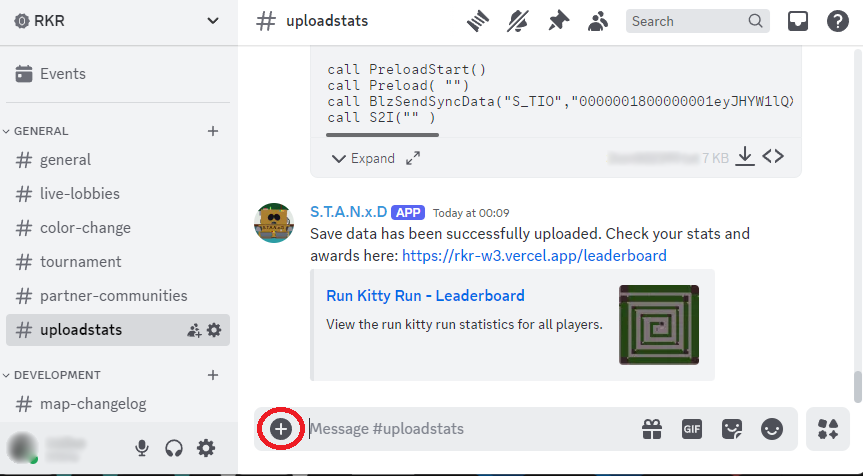 RKR
uploadstats
Search
Events
GENERAL
general
live-lobbies
color-change
tournament
partner-communities
uploadstats
DEVELOPMENT
map-changelog
call PreloadStart()
call Preload( "")
call BlzSendSyncData("S_TIO","0000001800000001eyJHYW1lQX
call S2I("" )
Expand
7 KB
S.T.A.N.x.D APP Today at 00:09
Save data has been successfully uploaded. Check your stats and
awards here: https://rkr-w3.vercel.app/leaderboard
Run Kitty Run - Leaderboard
View the run kitty run statistics for all players.
Message #uploadstats
GIF